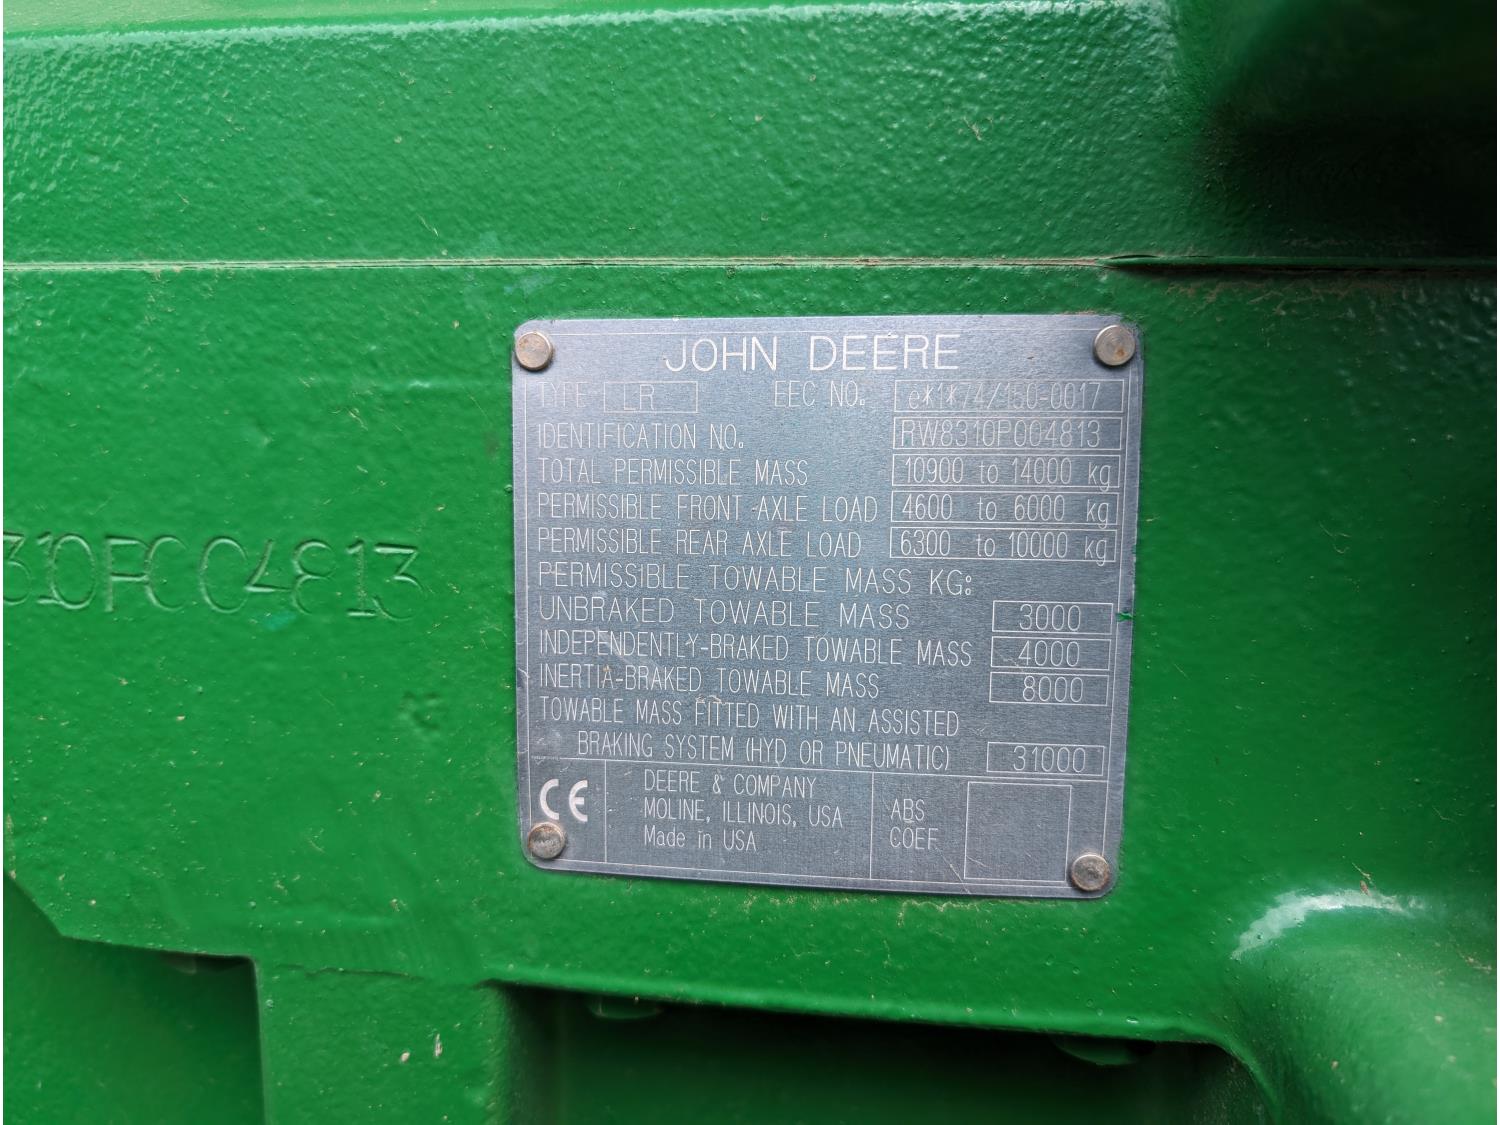 JOHN DEERE
TYPE LR EEC NO. e*1*74/150-0017
IDENTIFICATION NO. RW8310P004813
TOTAL PERMISSIBLE MASS 10900 to 14000 kg
PERMISSIBLE FRONT AXLE LOAD 4600 to 6000 kg
PERMISSIBLE REAR AXLE LOAD 6300 to 10000 kg
310P004813
PERMISSIBLE TOWABLE MASS KG:
UNBRAKED TOWABLE MASS 3000
INDEPENDENTLY-BRAKED TOWABLE MASS 4000
INERTIA-BRAKED TOWABLE MASS 8000
TOWABLE MASS FITTED WITH AN ASSISTED
BRAKING SYSTEM (HYD OR PNEUMATIC) 31000
CE
DEERE & COMPANY
MOLINE, ILLINOIS, USA
Made in USA
ABS
COEF